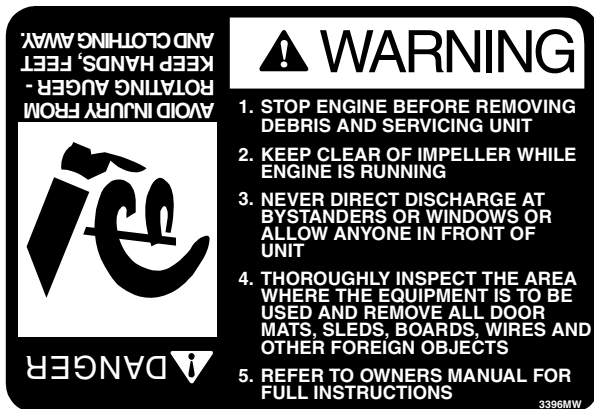 WARNING
1. STOP ENGINE BEFORE REMOVING
DEBRIS AND SERVICING UNIT
2. KEEP CLEAR OF IMPELLER WHILE
ENGINE IS RUNNING
3. NEVER DIRECT DISCHARGE AT
BYSTANDERS OR WINDOWS OR
ALLOW ANYONE IN FRONT OF
UNIT
4. THOROUGHLY INSPECT THE AREA
WHERE THE EQUIPMENT IS TO BE
USED AND REMOVE ALL DOOR
MATS, SLEDS, BOARDS, WIRES AND
OTHER FOREIGN OBJECTS
5. REFER TO OWNERS MANUAL FOR
FULL INSTRUCTIONS
3396MW
DANGER
AVOID INJURY FROM
ROTATING AUGER -
KEEP HANDS, FEET
AND CLOTHING AWAY.